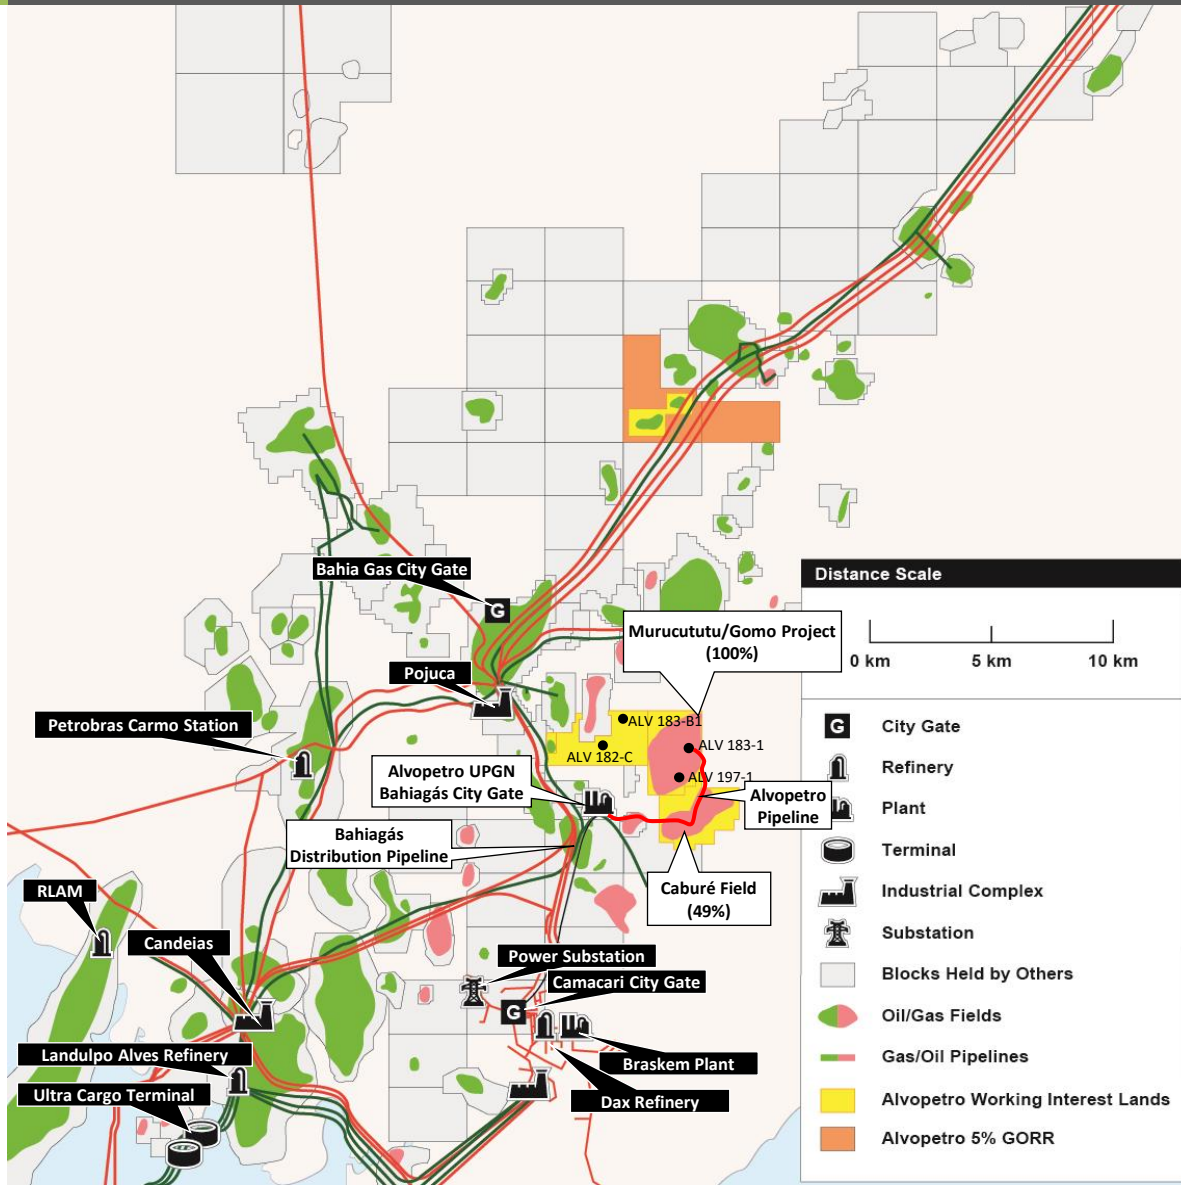 Bahia Gas City Gate
G
Murucututu/Gomo Project
(100%)
Pojuca
Petrobras Carmo Station
ALV 183-B1
ALV 183-1
ALV 182-C
ALV 197-1
Alvopetro UPGN
Bahiagás City Gate
Alvopetro
Pipeline
Bahiagás
Distribution Pipeline
Caburé Field
(49%)
RLAM
Candeias
Power Substation
Camacari City Gate
G
Landulpo Alves Refinery
Braskem Plant
Ultra Cargo Terminal
Dax Refinery
Distance Scale
0 km
5 km
10 km
G
City Gate
Refinery
Plant
Terminal
Industrial Complex
Substation
Blocks Held by Others
Oil/Gas Fields
Gas/Oil Pipelines
Alvopetro Working Interest Lands
Alvopetro 5% GORR